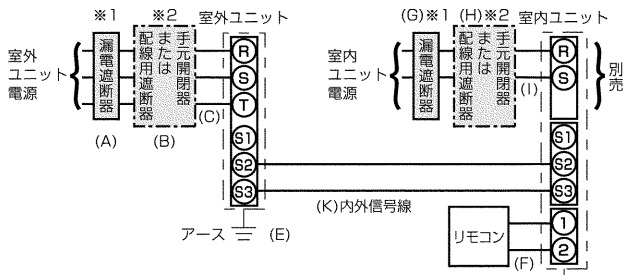 ※1 ※2 室外ユニット
室外
ユニット
電源
漏電遮断器
手元開閉器
または
配線用遮断器
(A)
(B)
(C)
R
S
T
S1
S2
S3
アース
(E)
(G)※1 (H)※2 室内ユニット
室内
ユニット
電源
漏電遮断器
手元開閉器
または
配線用遮断器
(I)
R
S
S1
S2
S3
1
2
別売
(K)内外信号線
リモコン
(F)